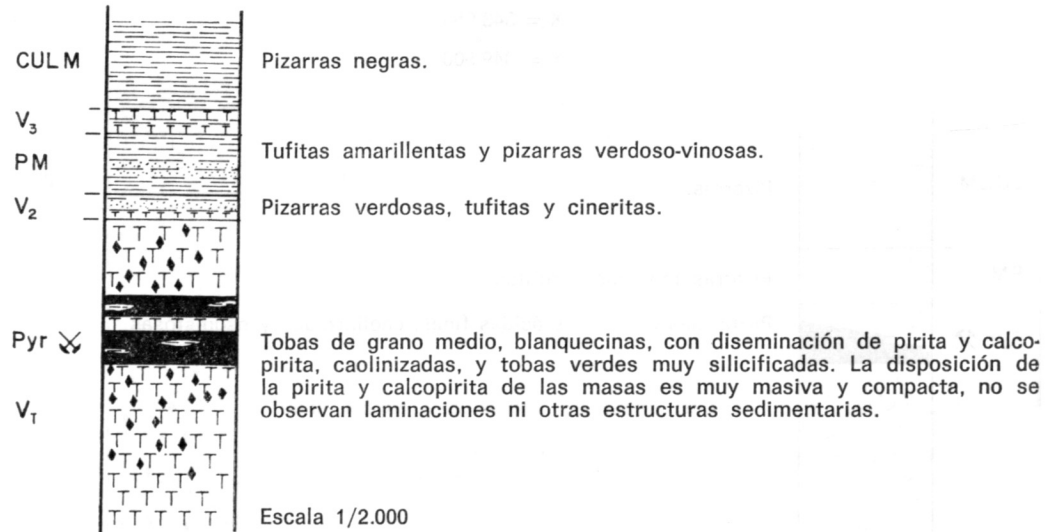 CULM
Pizarras negras.
V3
Tufitas amarillentas y pizarras verdoso-vinosas.
PM
V2
Pizarras verdosas, tufitas y cineritas.
Pyr
Tobas de grano medio, blanquecinas, con diseminación de pirita y calco-
pirita, caolinizadas, y tobas verdes muy silicificadas. La disposición de
la pirita y calcopirita de las masas es muy masiva y compacta, no se
observan laminaciones ni otras estructuras sedimentarias.
VT
Escala 1/2.000